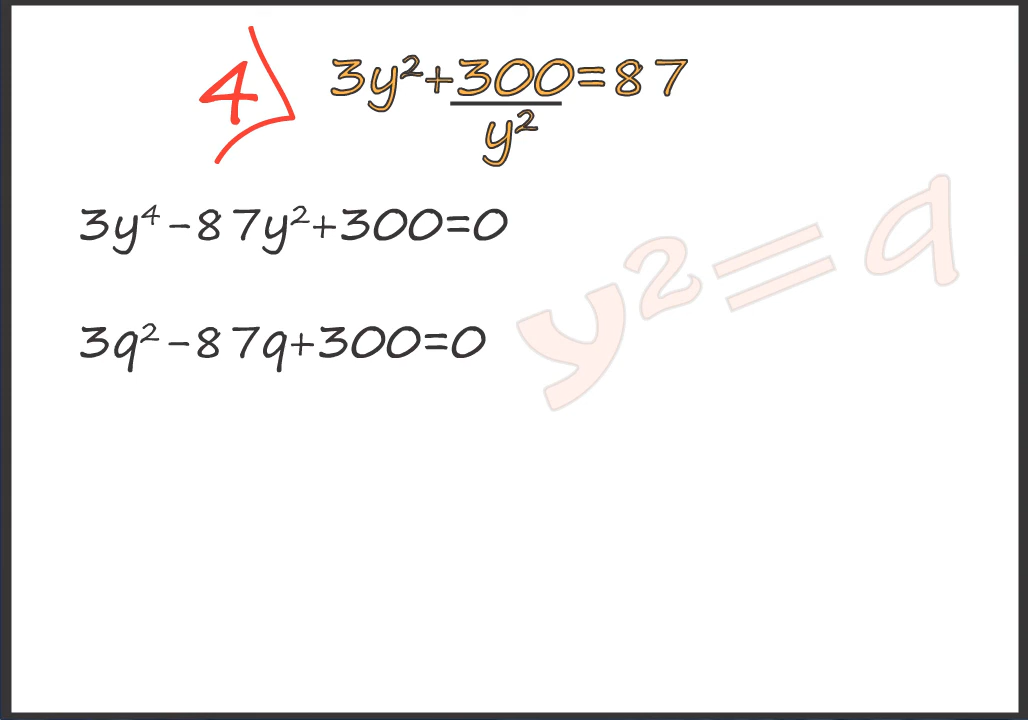 4) 3y²+300=87
y²
3y⁴-87y²+300=0
y²=q
3q²-87q+300=0